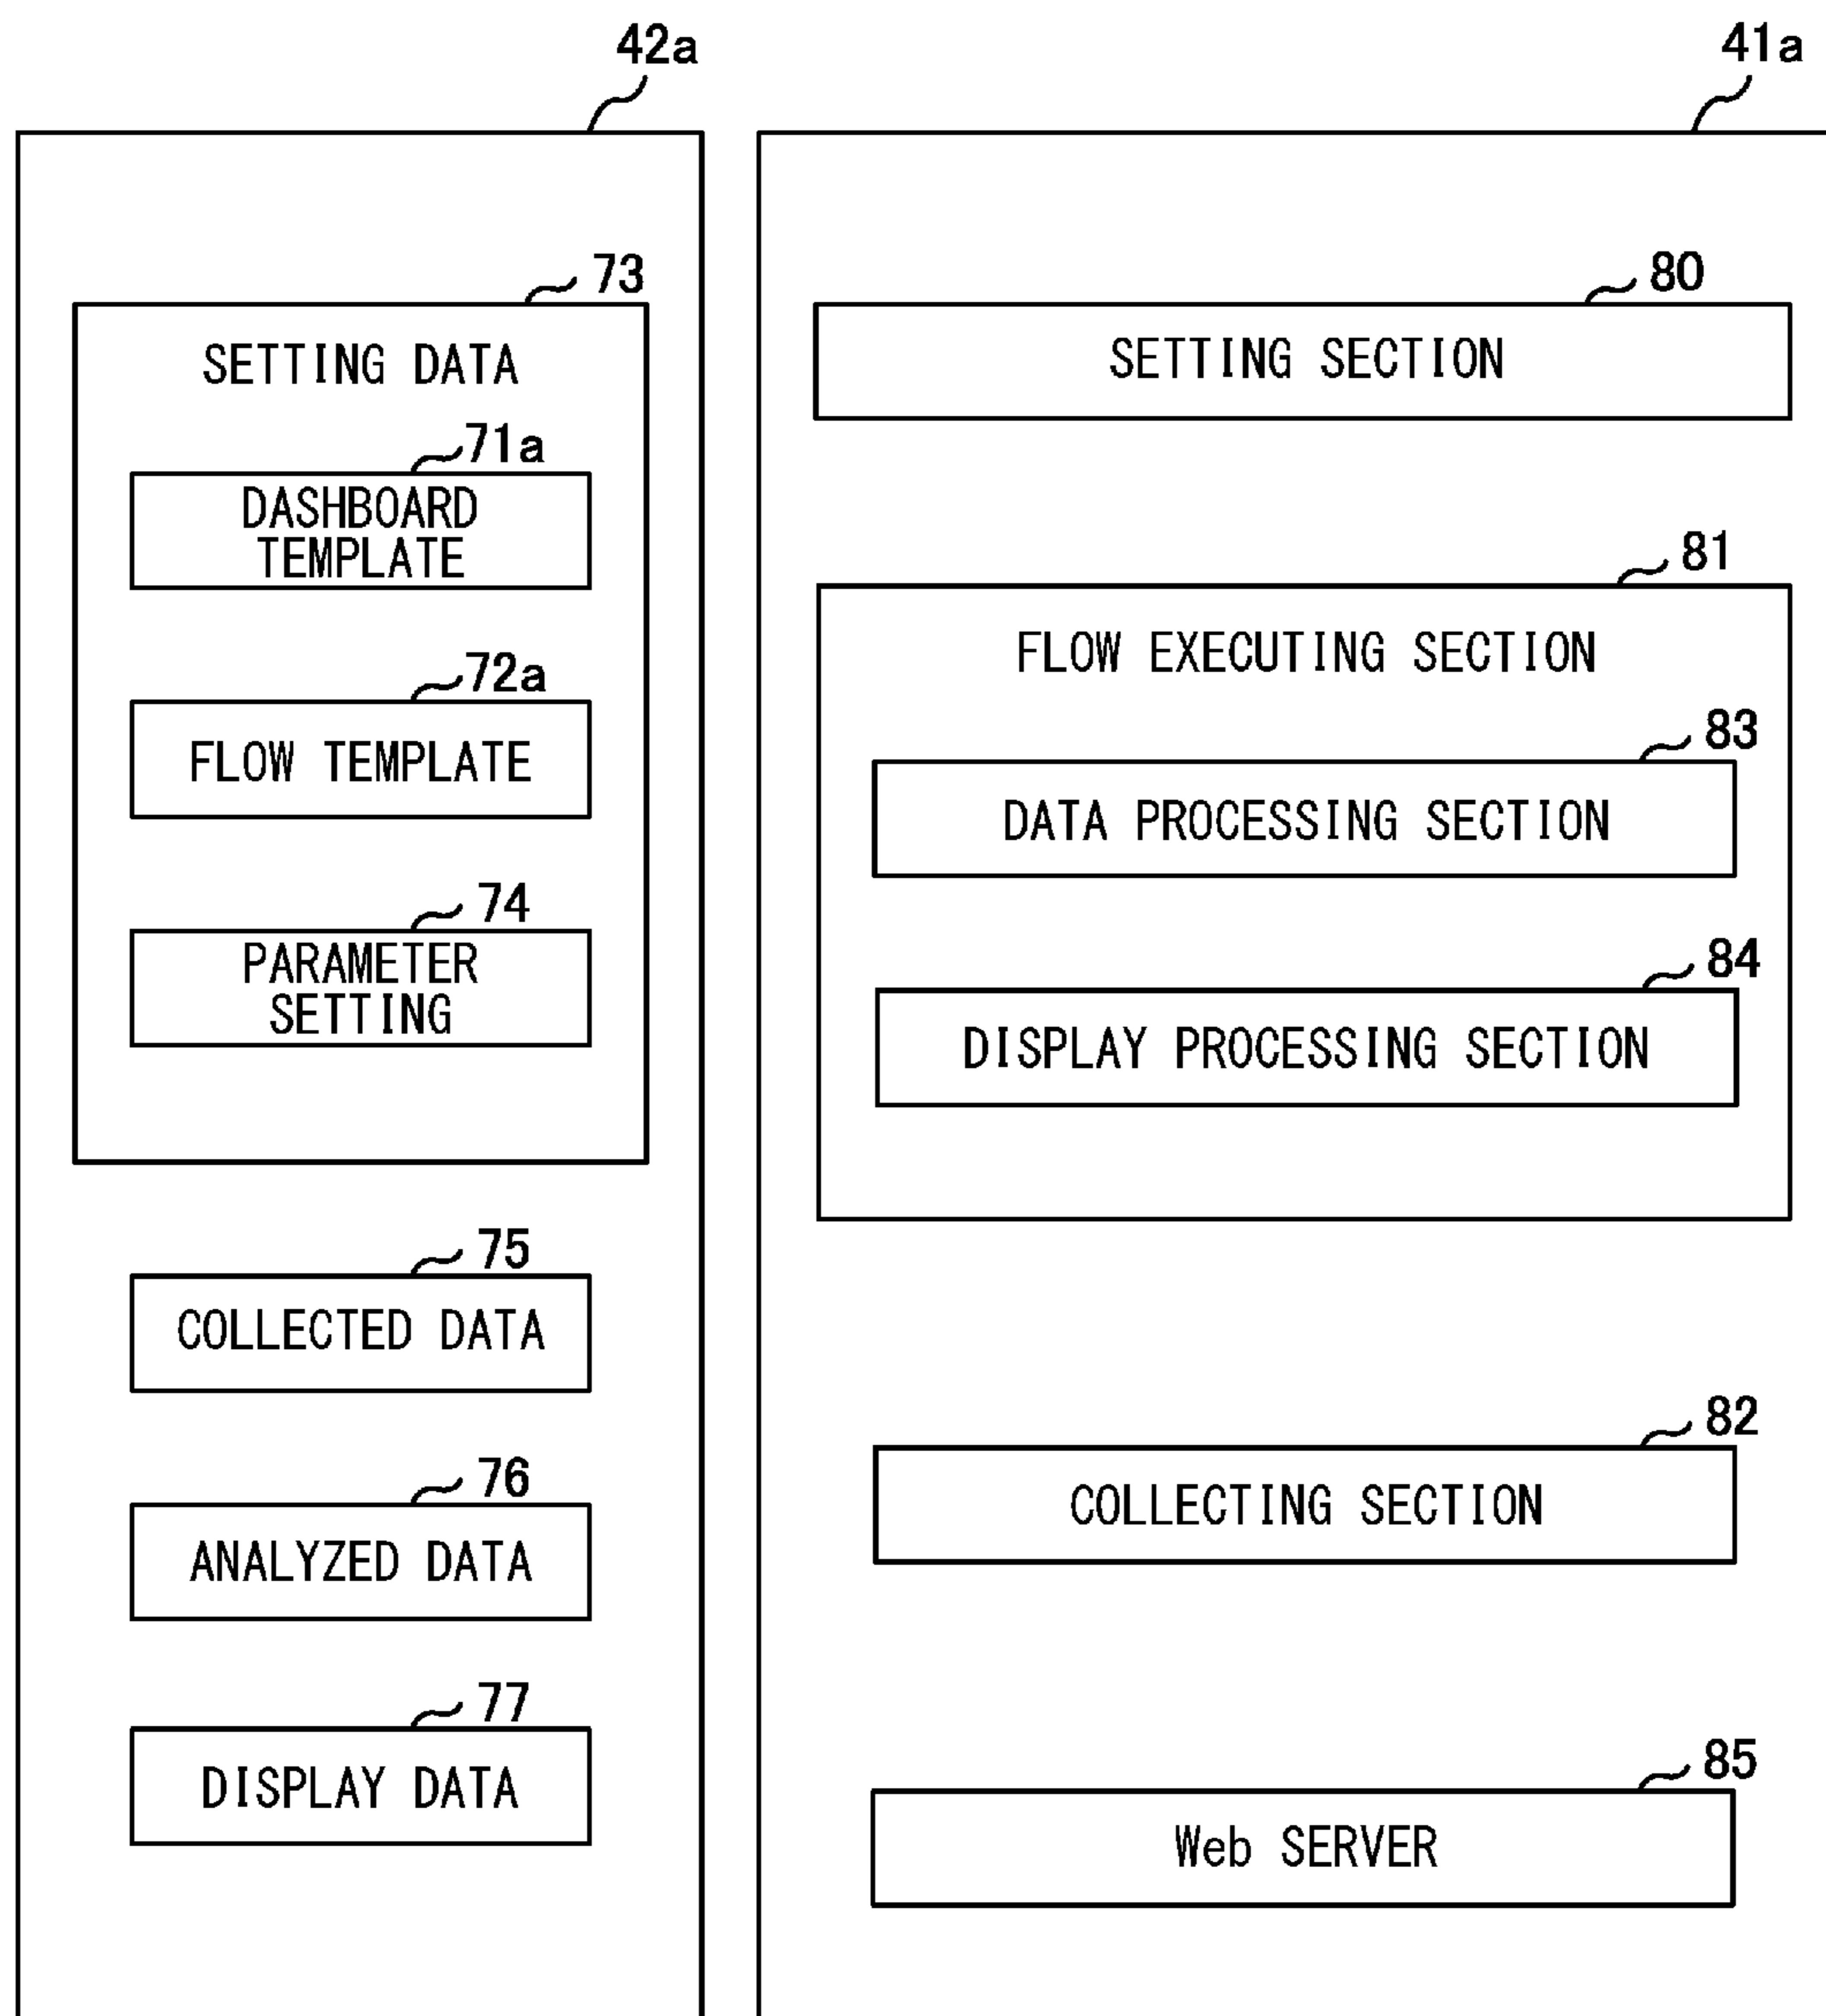 42a
73
SETTING DATA
71a
DASHBOARD
TEMPLATE
72a
FLOW TEMPLATE
74
PARAMETER
SETTING
75
COLLECTED DATA
76
ANALYZED DATA
77
DISPLAY DATA
41a
80
SETTING SECTION
81
FLOW EXECUTING SECTION
83
DATA PROCESSING SECTION
84
DISPLAY PROCESSING SECTION
82
COLLECTING SECTION
85
Web SERVER